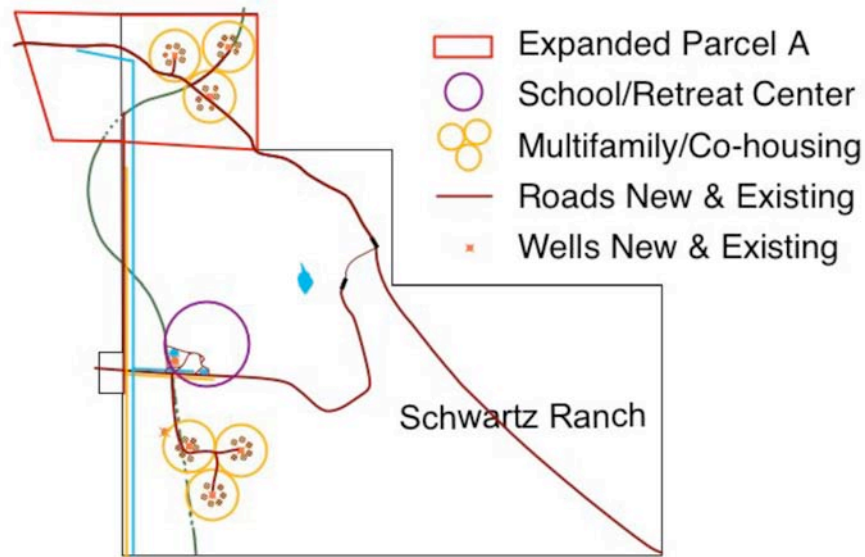 Expanded Parcel A
School/Retreat Center
Multifamily/Co-housing
Roads New & Existing
Wells New & Existing
Schwartz Ranch